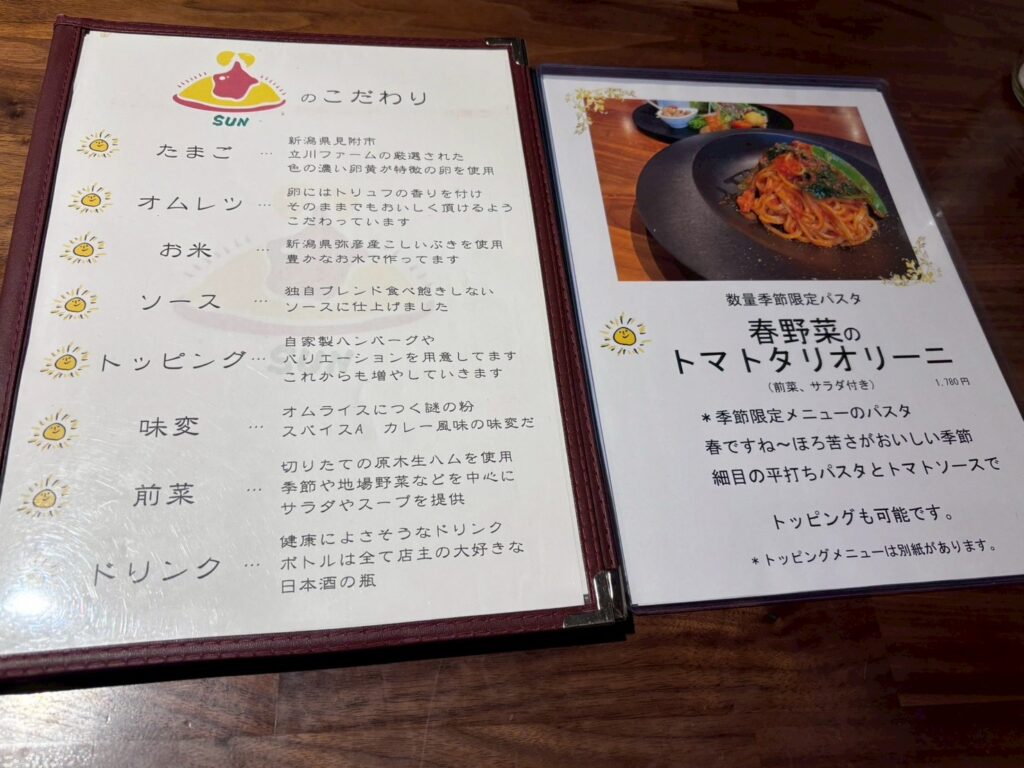 SUN
のこだわり
たまご … 新潟県見附市
立川ファームの厳選された
色の濃い卵黄が特徴の卵を使用
オムレツ … 卵にはトリュフの香りを付け
そのままでもおいしく頂けるよう
こだわっています
お米 … 新潟県弥彦産こしいぶきを使用
豊かなお水で作ってます
ソース … 独自ブレンド食べ飽きしない
ソースに仕上げました
トッピング… 自家製ハンバーグや
バリエーションを用意してます
これからも増やしていきます
味変 … オムライスにつく謎の粉
スパイスA カレー風味の味変だ
前菜 … 切りたての原木生ハムを使用
季節や地場野菜などを中心に
サラダやスープを提供
ドリンク … 健康によさそうなドリンク
ボトルは全て店主の大好きな
日本酒の瓶
数量季節限定パスタ
春野菜の
トマトタリオリーニ
(前菜、サラダ付き) 1,780円
*季節限定メニューのパスタ
春ですね~ほろ苦さがおいしい季節
細目の平打ちパスタとトマトソースで
トッピングも可能です。
*トッピングメニューは別紙があります。